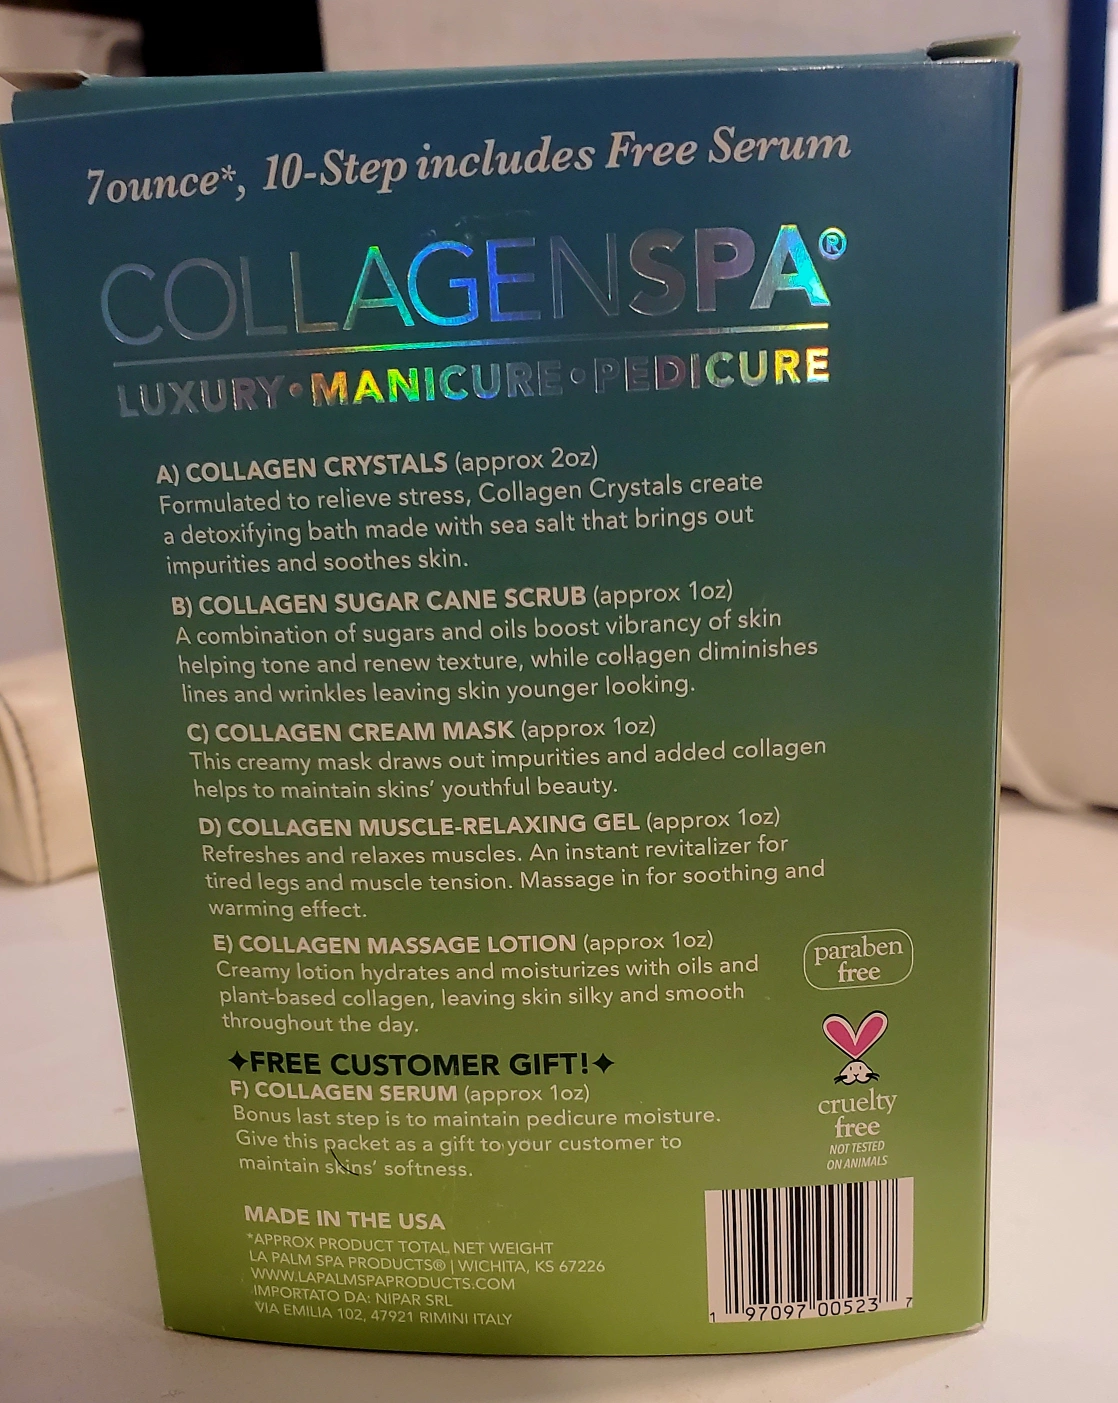 7ounce*, 10-Step includes Free Serum
COLLAGENSPA®
LUXURY•MANICURE•PEDICURE
A) COLLAGEN CRYSTALS (approx 2oz)
Formulated to relieve stress, Collagen Crystals create
a detoxifying bath made with sea salt that brings out
impurities and soothes skin.
B) COLLAGEN SUGAR CANE SCRUB (approx 1oz)
A combination of sugars and oils boost vibrancy of skin
helping tone and renew texture, while collagen diminishes
lines and wrinkles leaving skin younger looking.
C) COLLAGEN CREAM MASK (approx 1oz)
This creamy mask draws out impurities and added collagen
helps to maintain skins' youthful beauty.
D) COLLAGEN MUSCLE-RELAXING GEL (approx 1oz)
Refreshes and relaxes muscles. An instant revitalizer for
tired legs and muscle tension. Massage in for soothing and
warming effect.
E) COLLAGEN MASSAGE LOTION (approx 1oz)
Creamy lotion hydrates and moisturizes with oils and
plant-based collagen, leaving skin silky and smooth
throughout the day.
✦FREE CUSTOMER GIFT!✦
F) COLLAGEN SERUM (approx 1oz)
Bonus last step is to maintain pedicure moisture.
Give this packet as a gift to your customer to
maintain skins' softness.
paraben
free
cruelty
free
NOT TESTED
ON ANIMALS
MADE IN THE USA
*APPROX PRODUCT TOTAL NET WEIGHT
LA PALM SPA PRODUCTS® | WICHITA, KS 67226
WWW.LAPALMSPAPRODUCTS.COM
IMPORTATO DA: NIPAR SRL
VIA EMILIA 102, 47921 RIMINI ITALY
1 97097 00523 7